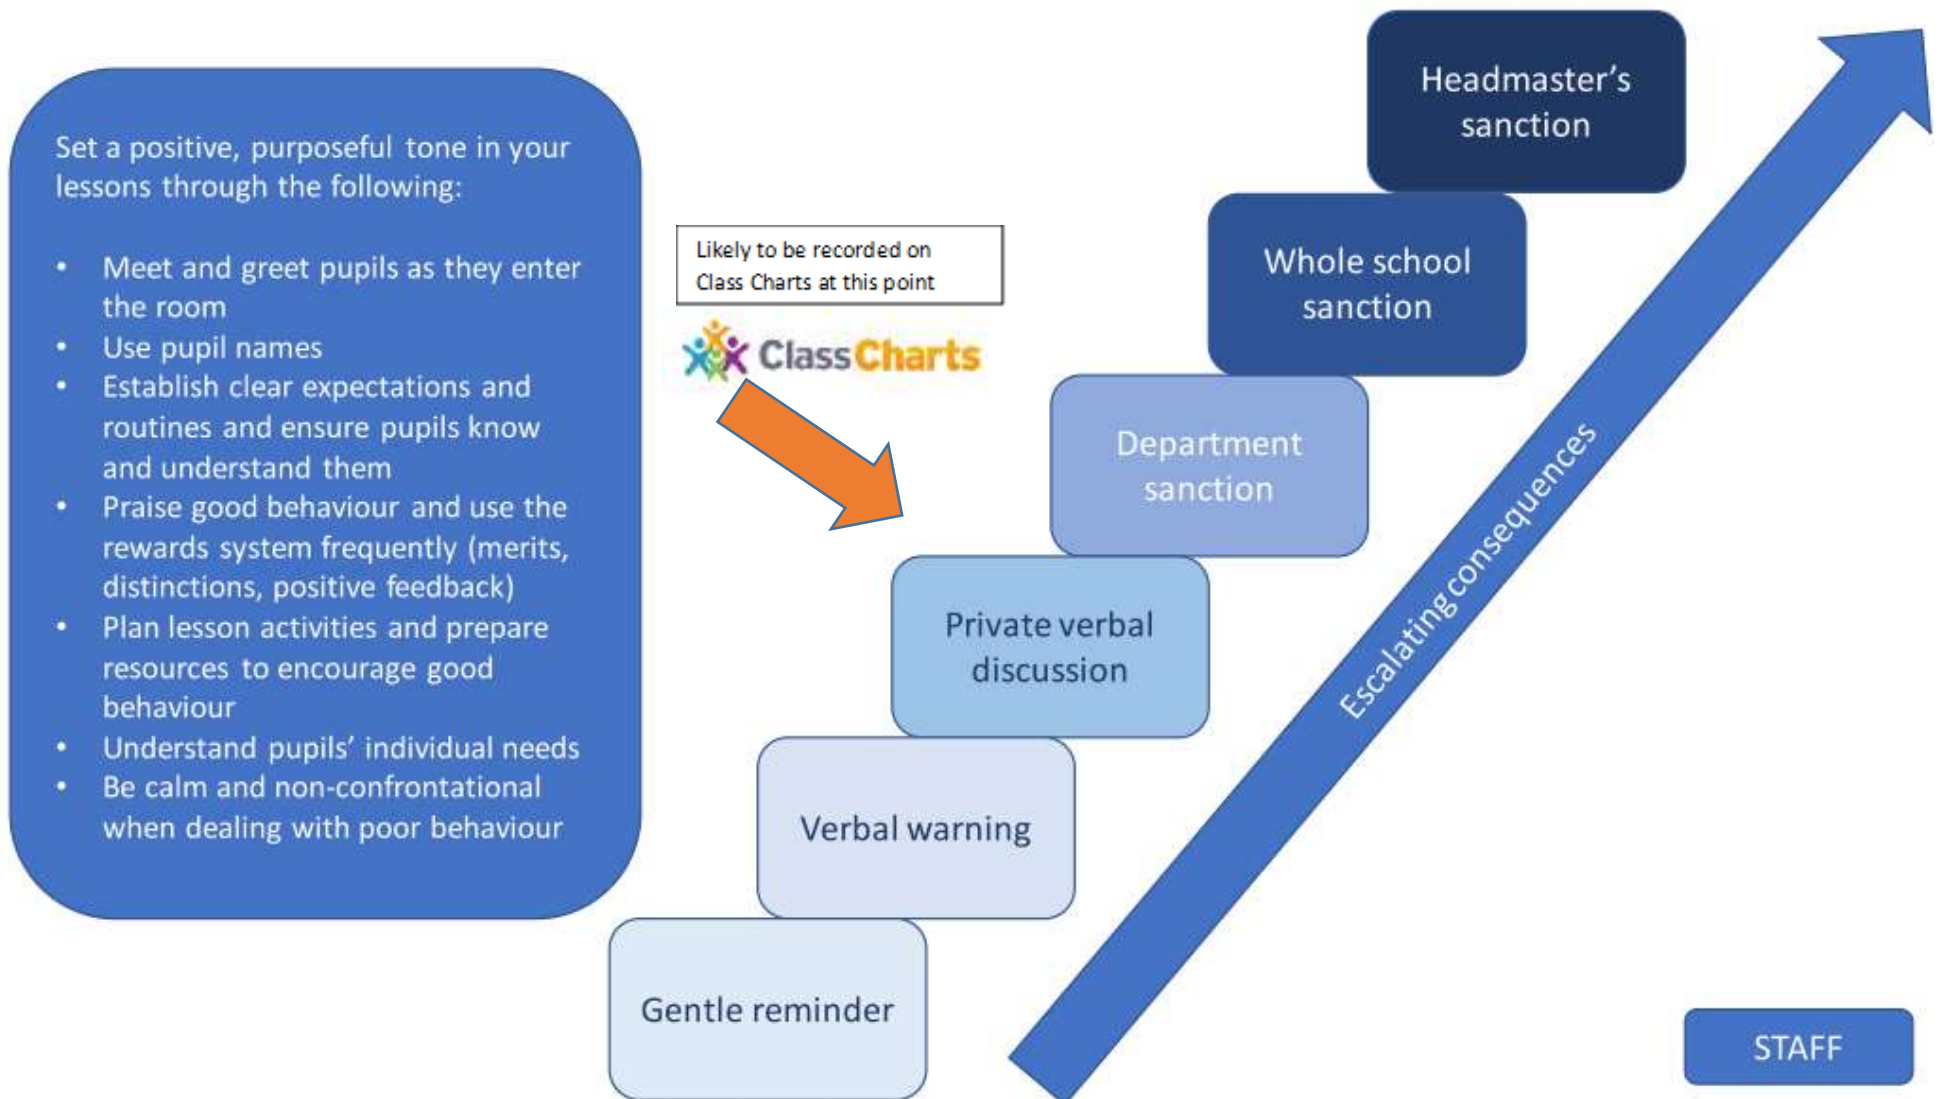 Set a positive, purposeful tone in your
lessons through the following:
• Meet and greet pupils as they enter
the room
• Use pupil names
• Establish clear expectations and
routines and ensure pupils know
and understand them
• Praise good behaviour and use the
rewards system frequently (merits,
distinctions, positive feedback)
• Plan lesson activities and prepare
resources to encourage good
behaviour
• Understand pupils’ individual needs
• Be calm and non-confrontational
when dealing with poor behaviour
Likely to be recorded on
Class Charts at this point
ClassCharts
Headmaster’s
sanction
Whole school
sanction
Department
sanction
Private verbal
discussion
Verbal warning
Gentle reminder
Escalating consequences
STAFF